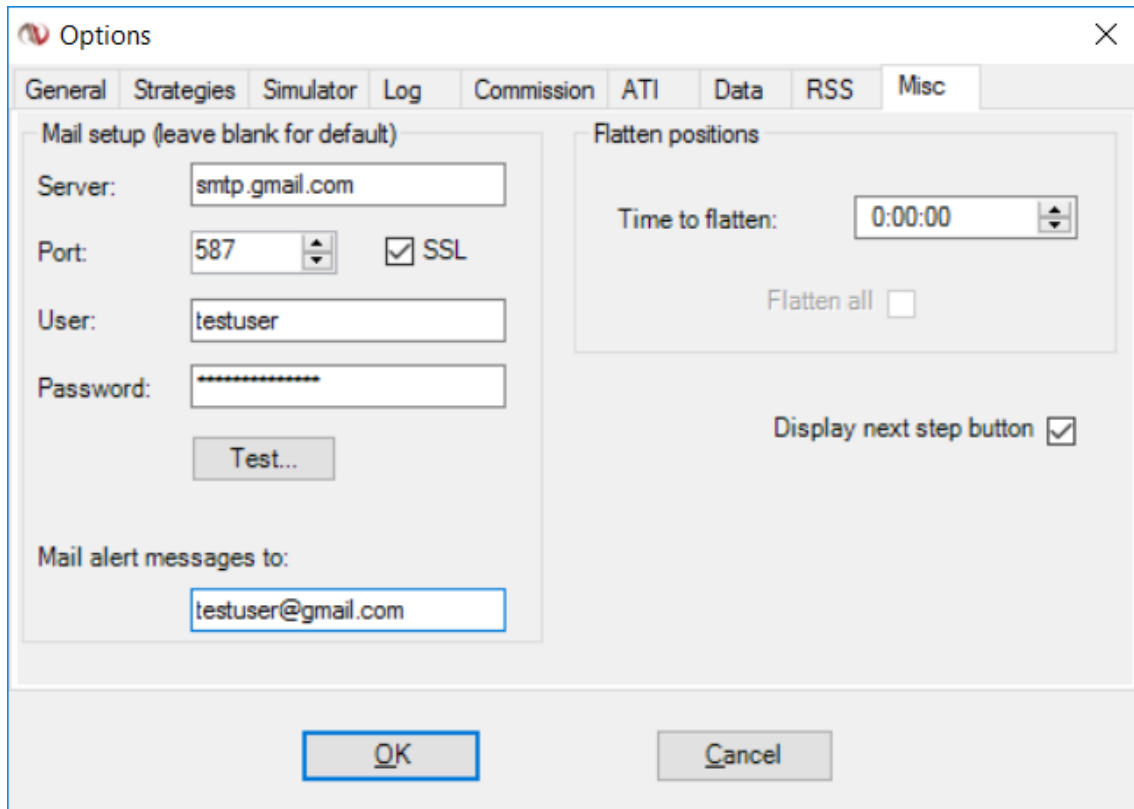 Options
General Strategies Simulator Log Commission ATI Data RSS Misc
Mail setup (leave blank for default)
Server: smtp.gmail.com
Port: 587 SSL
User: testuser
Password: **************
Test...
Mail alert messages to:
testuser@gmail.com
Flatten positions
Time to flatten: 0:00:00
Flatten all
Display next step button
OK Cancel